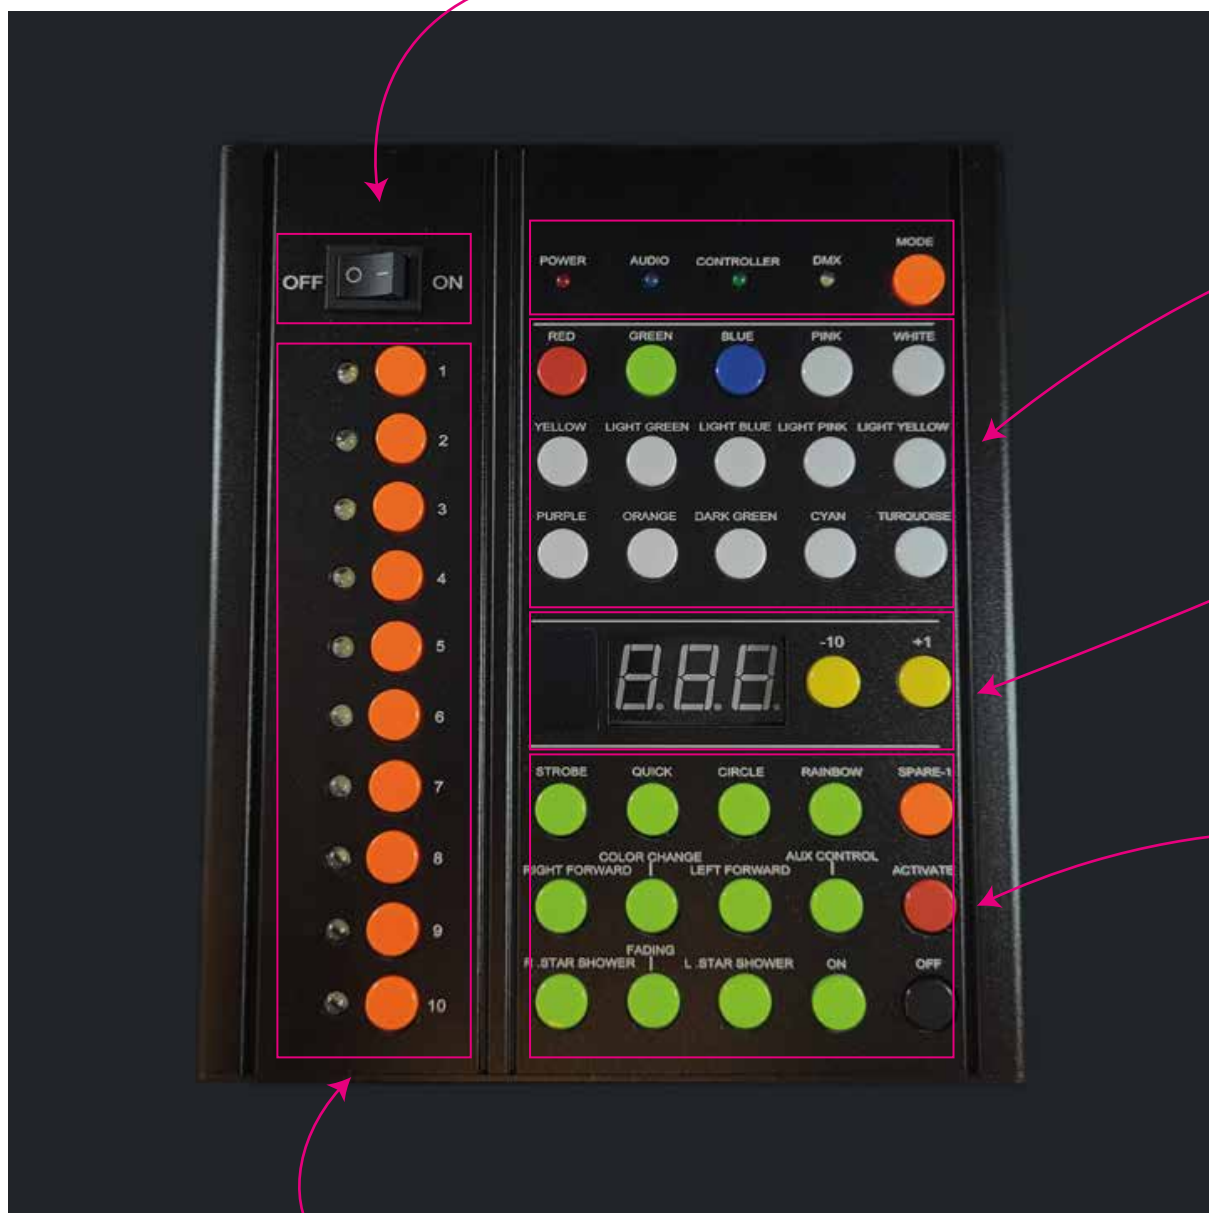 OFF ON
1
2
3
4
5
6
7
8
9
10
MODE
POWER AUDIO CONTROLLER DMX
RED GREEN BLUE PINK WHITE
YELLOW LIGHT GREEN LIGHT BLUE LIGHT PINK LIGHT YELLOW
PURPLE ORANGE DARK GREEN CYAN TURQUOISE
-10 +1
STROBE QUICK CIRCLE RAINBOW SPARE-1
COLOR CHANGE AUX CONTROL
RIGHT FORWARD LEFT FORWARD ACTIVATE
FADING
R .STAR SHOWER L .STAR SHOWER ON OFF